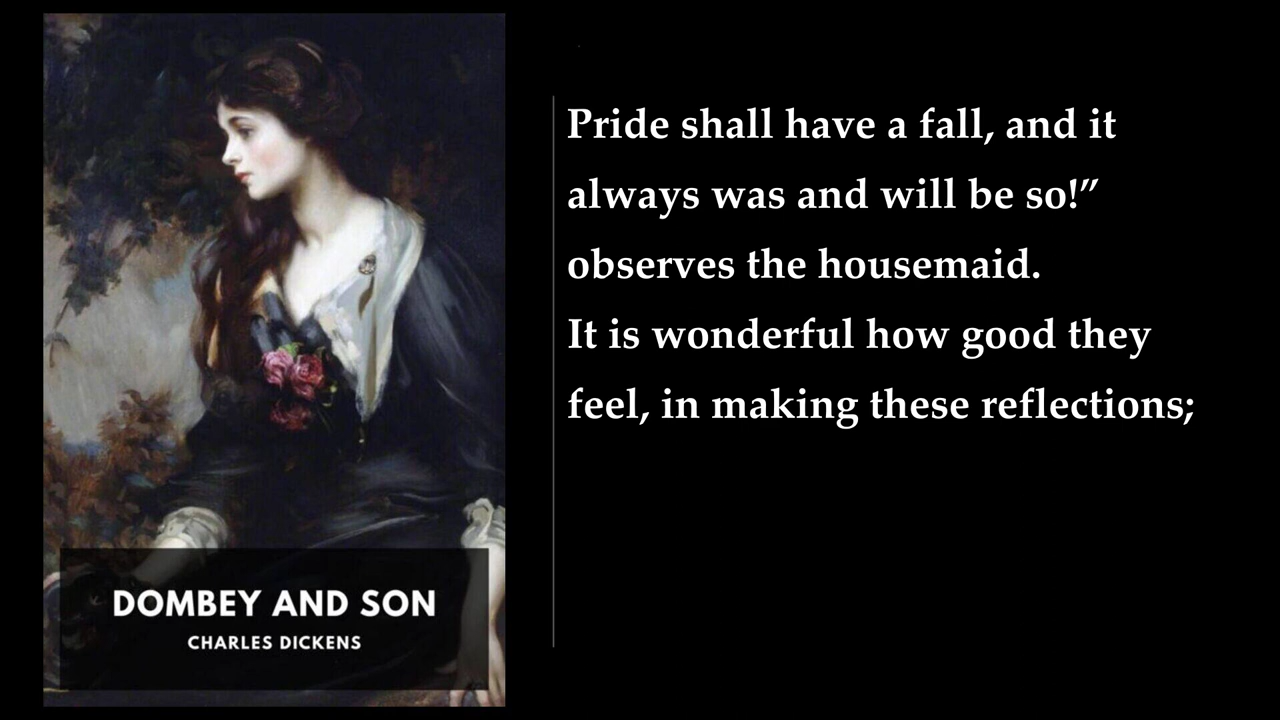 DOMBEY AND SON
CHARLES DICKENS
Pride shall have a fall, and it
always was and will be so!”
observes the housemaid.
It is wonderful how good they
feel, in making these reflections;